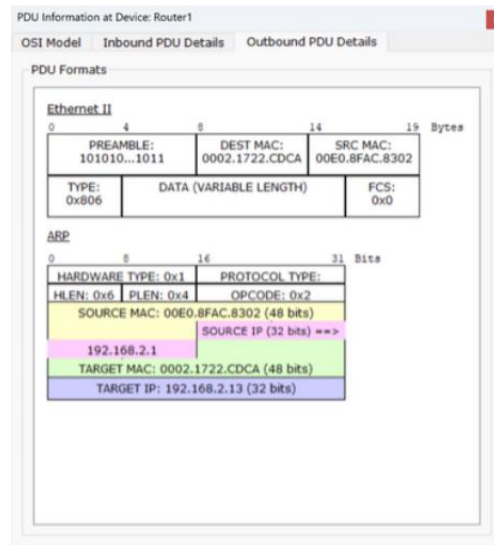 PDU Information at Device: Router1
OSI Model Inbound PDU Details Outbound PDU Details
PDU Formats
Ethernet II
0 4 8 14 19 Bytes
PREAMBLE: DEST MAC: SRC MAC:
101010...1011 0002.1722.CDCA 00E0.8FAC.8302
TYPE: DATA (VARIABLE LENGTH) FCS:
0x806 0x0
ARP
0 8 16 31 Bits
HARDWARE TYPE: 0x1 PROTOCOL TYPE:
HLEN: 0x6 PLEN: 0x4 OPCODE: 0x2
SOURCE MAC: 00E0.8FAC.8302 (48 bits)
SOURCE IP (32 bits) ==>
192.168.2.1
TARGET MAC: 0002.1722.CDCA (48 bits)
TARGET IP: 192.168.2.13 (32 bits)